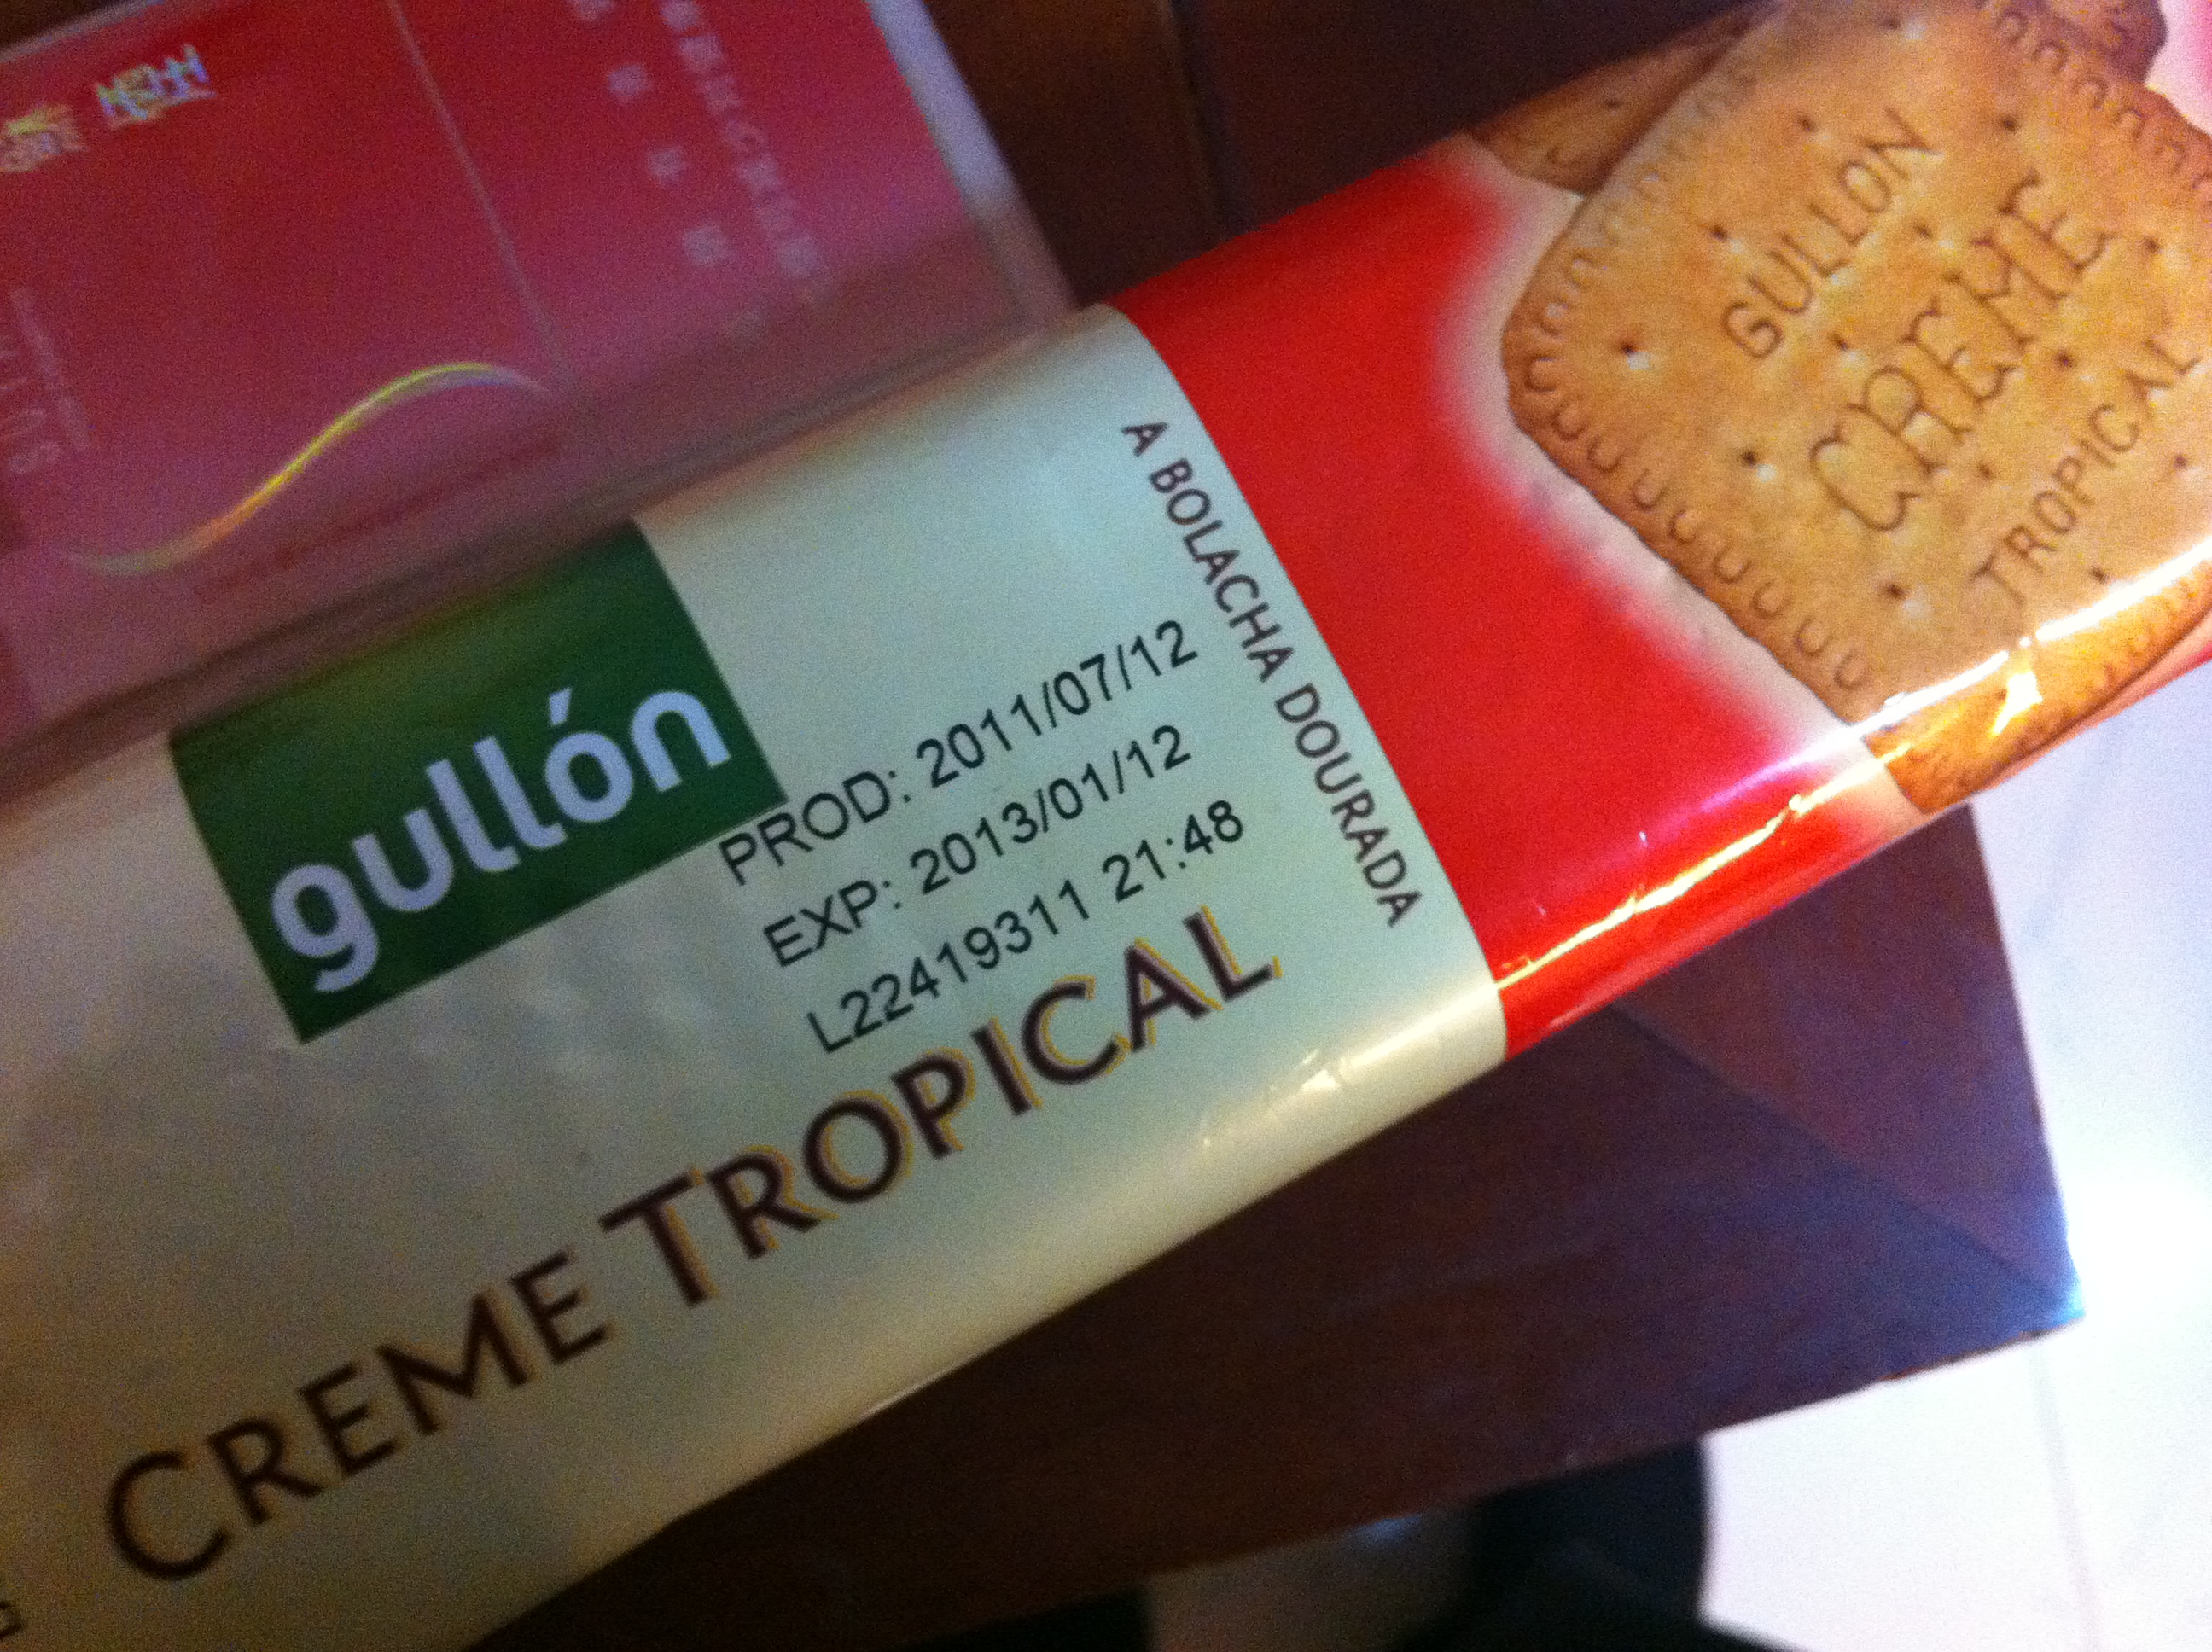 gullón
PROD: 2011/07/12
EXP: 2013/01/12
L22419311 21:48
CREME TROPICAL
A BOLACHA DOURADA
GULLON
CREME
TROPICAL